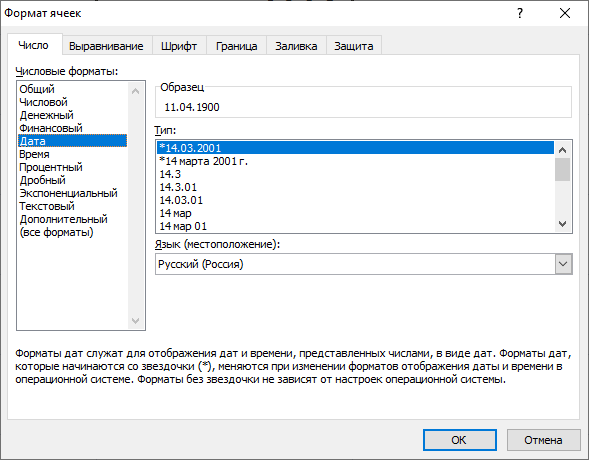 Формат ячеек
?
Число
Выравнивание
Шрифт
Граница
Заливка
Защита
Числовые форматы:
Общий
Числовой
Денежный
Финансовый
Дата
Время
Процентный
Дробный
Экспоненциальный
Текстовый
Дополнительный
(все форматы)
Образец
11.04.1900
Тип:
*14.03.2001
*14 марта 2001 г.
14.3
14.3.01
14.03.01
14 мар
14 мар 01
Язык (местоположение):
Русский (Россия)
Форматы дат служат для отображения дат и времени, представленных числами, в виде дат. Форматы дат,
которые начинаются со звездочки (*), меняются при изменении форматов отображения даты и времени в
операционной системе. Форматы без звездочки не зависят от настроек операционной системы.
ОК
Отмена